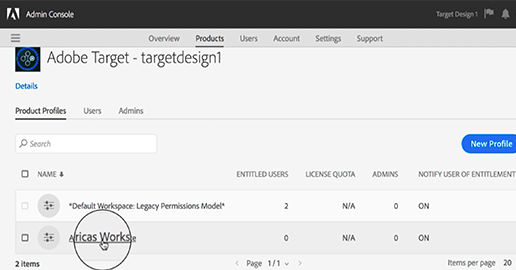 Admin Console
Target Design 1
Overview Products Users Account Settings Support
Adobe Target - targetdesign1
Details
Product Profiles Users Admins
Search
New Profile
NAME ENTITLED USERS LICENSE QUOTA ADMINS NOTIFY USER OF ENTITLEMENT
*Default Workspace: Legacy Permissions Model* 2 N/A 0 ON
0 N/A 0 ON
2 items Page 1/1 Items per page 20